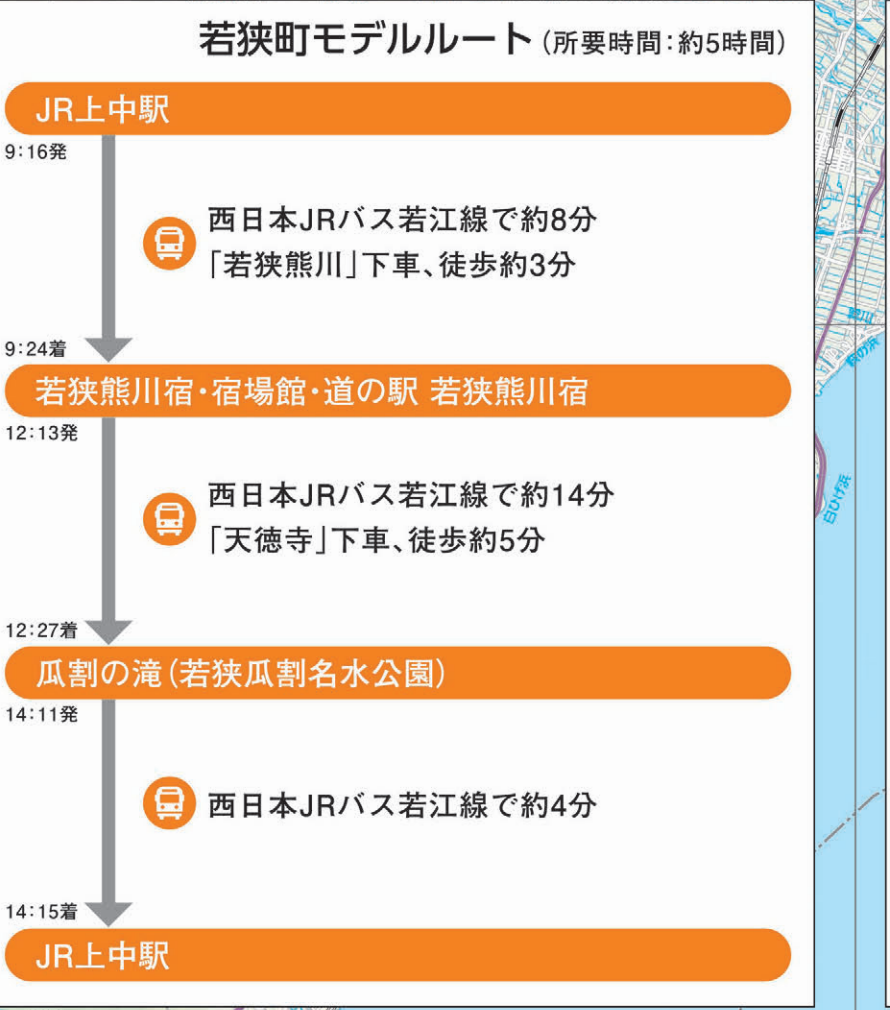 若狭町モデルルート（所要時間：約5時間）
JR上中駅
9：16発
西日本JRバス若江線で約8分
「若狭熊川」下車、徒歩約3分
9：24着
若狭熊川宿・宿場館・道の駅 若狭熊川宿
12：13発
西日本JRバス若江線で約14分
「天徳寺」下車、徒歩約5分
12：27着
瓜割の滝（若狭瓜割名水公園）
14：11発
西日本JRバス若江線で約4分
14：15着
JR上中駅
白ひげ浜